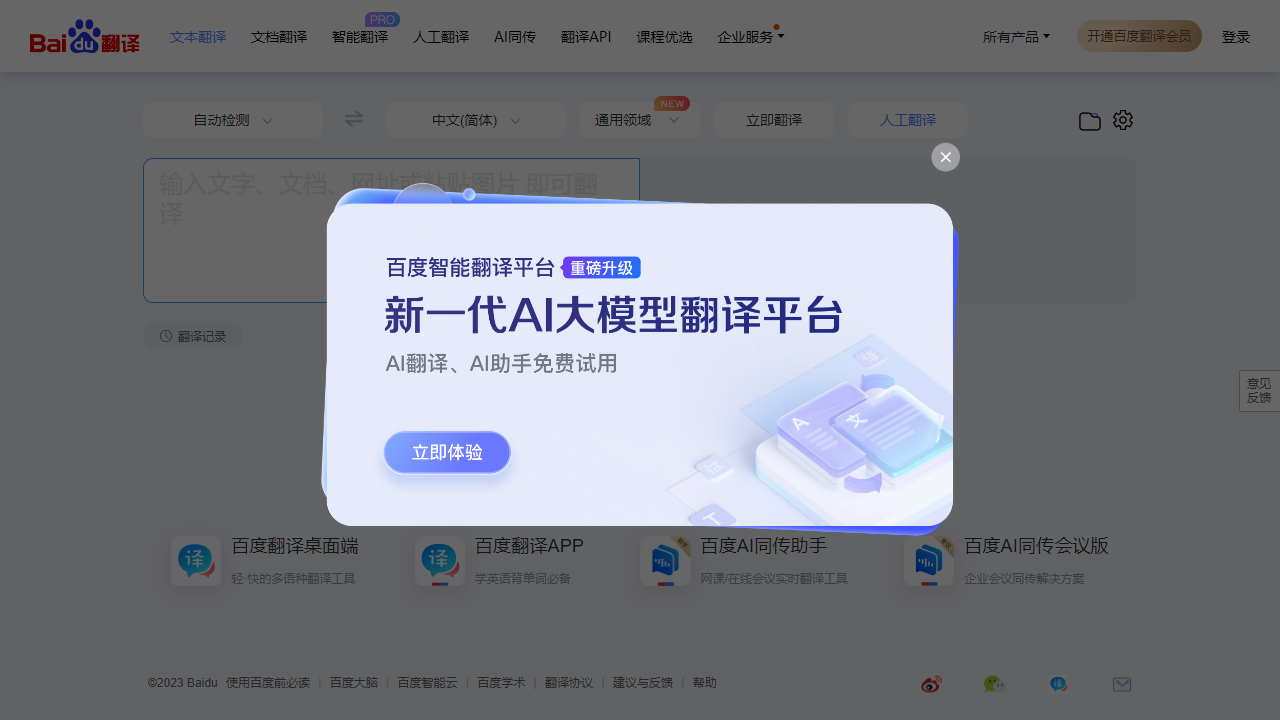 Bai du 翻译
文本翻译 文档翻译 智能翻译 PRO 人工翻译 AI同传 翻译API 课程优选 企业服务 所有产品 开通百度翻译会员 登录
自动检测 中文(简体) 通用领域 NEW 立即翻译 人工翻译
输入文字、文档、网址或粘贴图片 即可翻
译
百度智能翻译平台 重磅升级
新一代AI大模型翻译平台
翻译记录
AI翻译、AI助手免费试用
意见
反馈
立即体验
百度翻译桌面端 百度翻译APP 百度AI同传助手 百度AI同传会议版
轻·快的多语种翻译工具 学英语背单词必备 网课/在线会议实时翻译工具 企业会议同传解决方案
©2023 Baidu 使用百度前必读 | 百度大脑 | 百度智能云 | 百度学术 | 翻译协议 | 建议与反馈 | 帮助